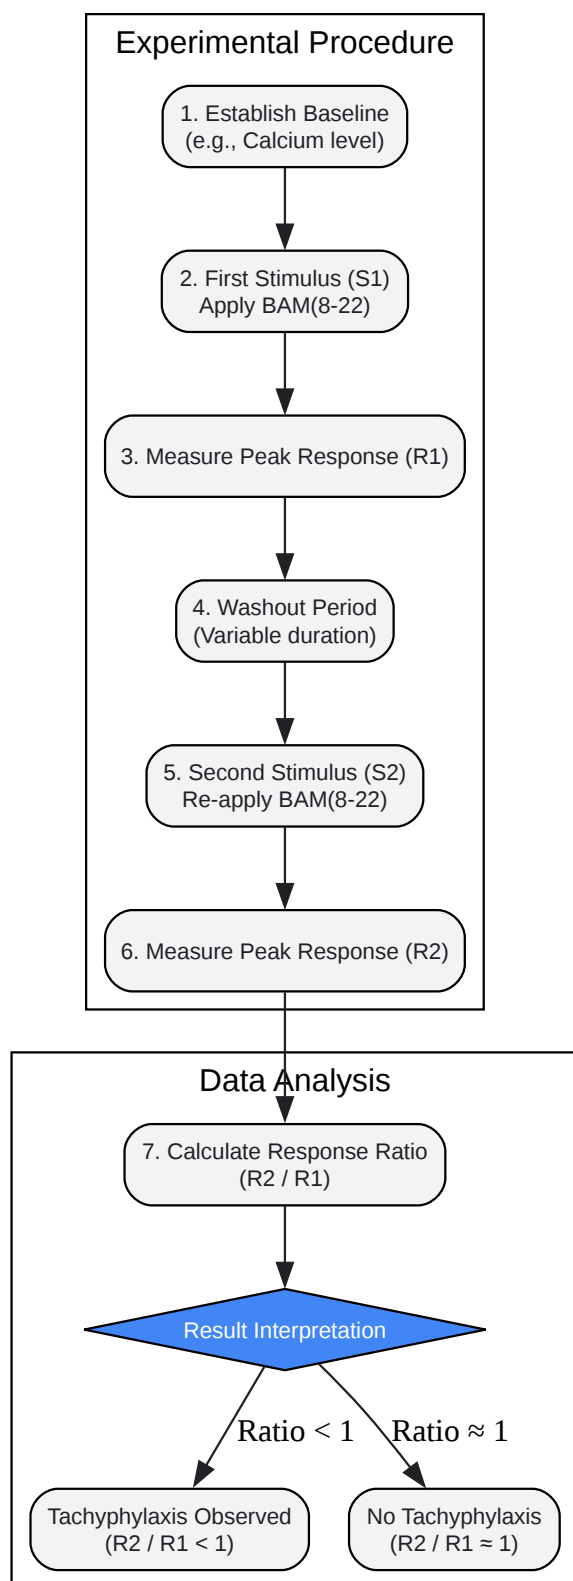 Experimental Procedure
1. Establish Baseline
(e.g., Calcium level)
2. First Stimulus (S1)
Apply BAM(8-22)
3. Measure Peak Response (R1)
4. Washout Period
(Variable duration)
5. Second Stimulus (S2)
Re-apply BAM(8-22)
6. Measure Peak Response (R2)
Data Analysis
7. Calculate Response Ratio
(R2 / R1)
Result Interpretation
Ratio < 1
Ratio ≈ 1
Tachyphylaxis Observed
(R2 / R1 < 1)
No Tachyphylaxis
(R2 / R1 ≈ 1)